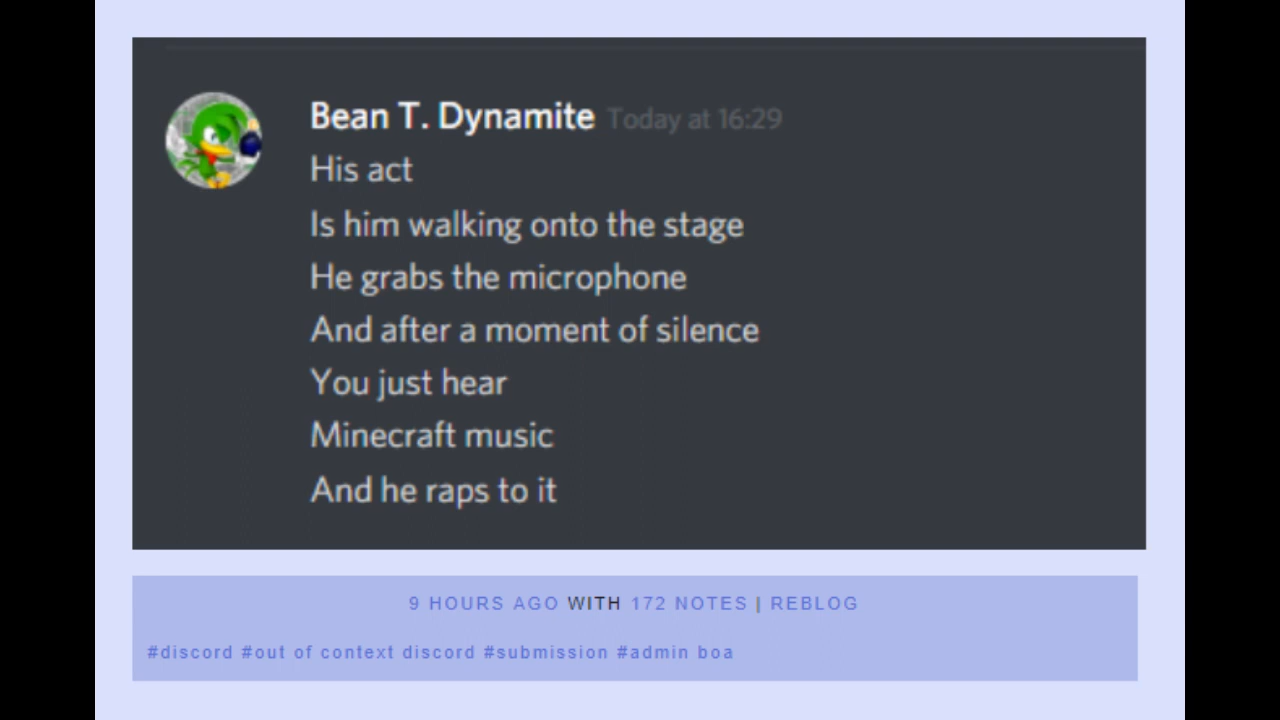 Bean T. Dynamite Today at 16:29
His act
Is him walking onto the stage
He grabs the microphone
And after a moment of silence
You just hear
Minecraft music
And he raps to it
9 HOURS AGO WITH 172 NOTES | REBLOG
#discord #out of context discord #submission #admin boa